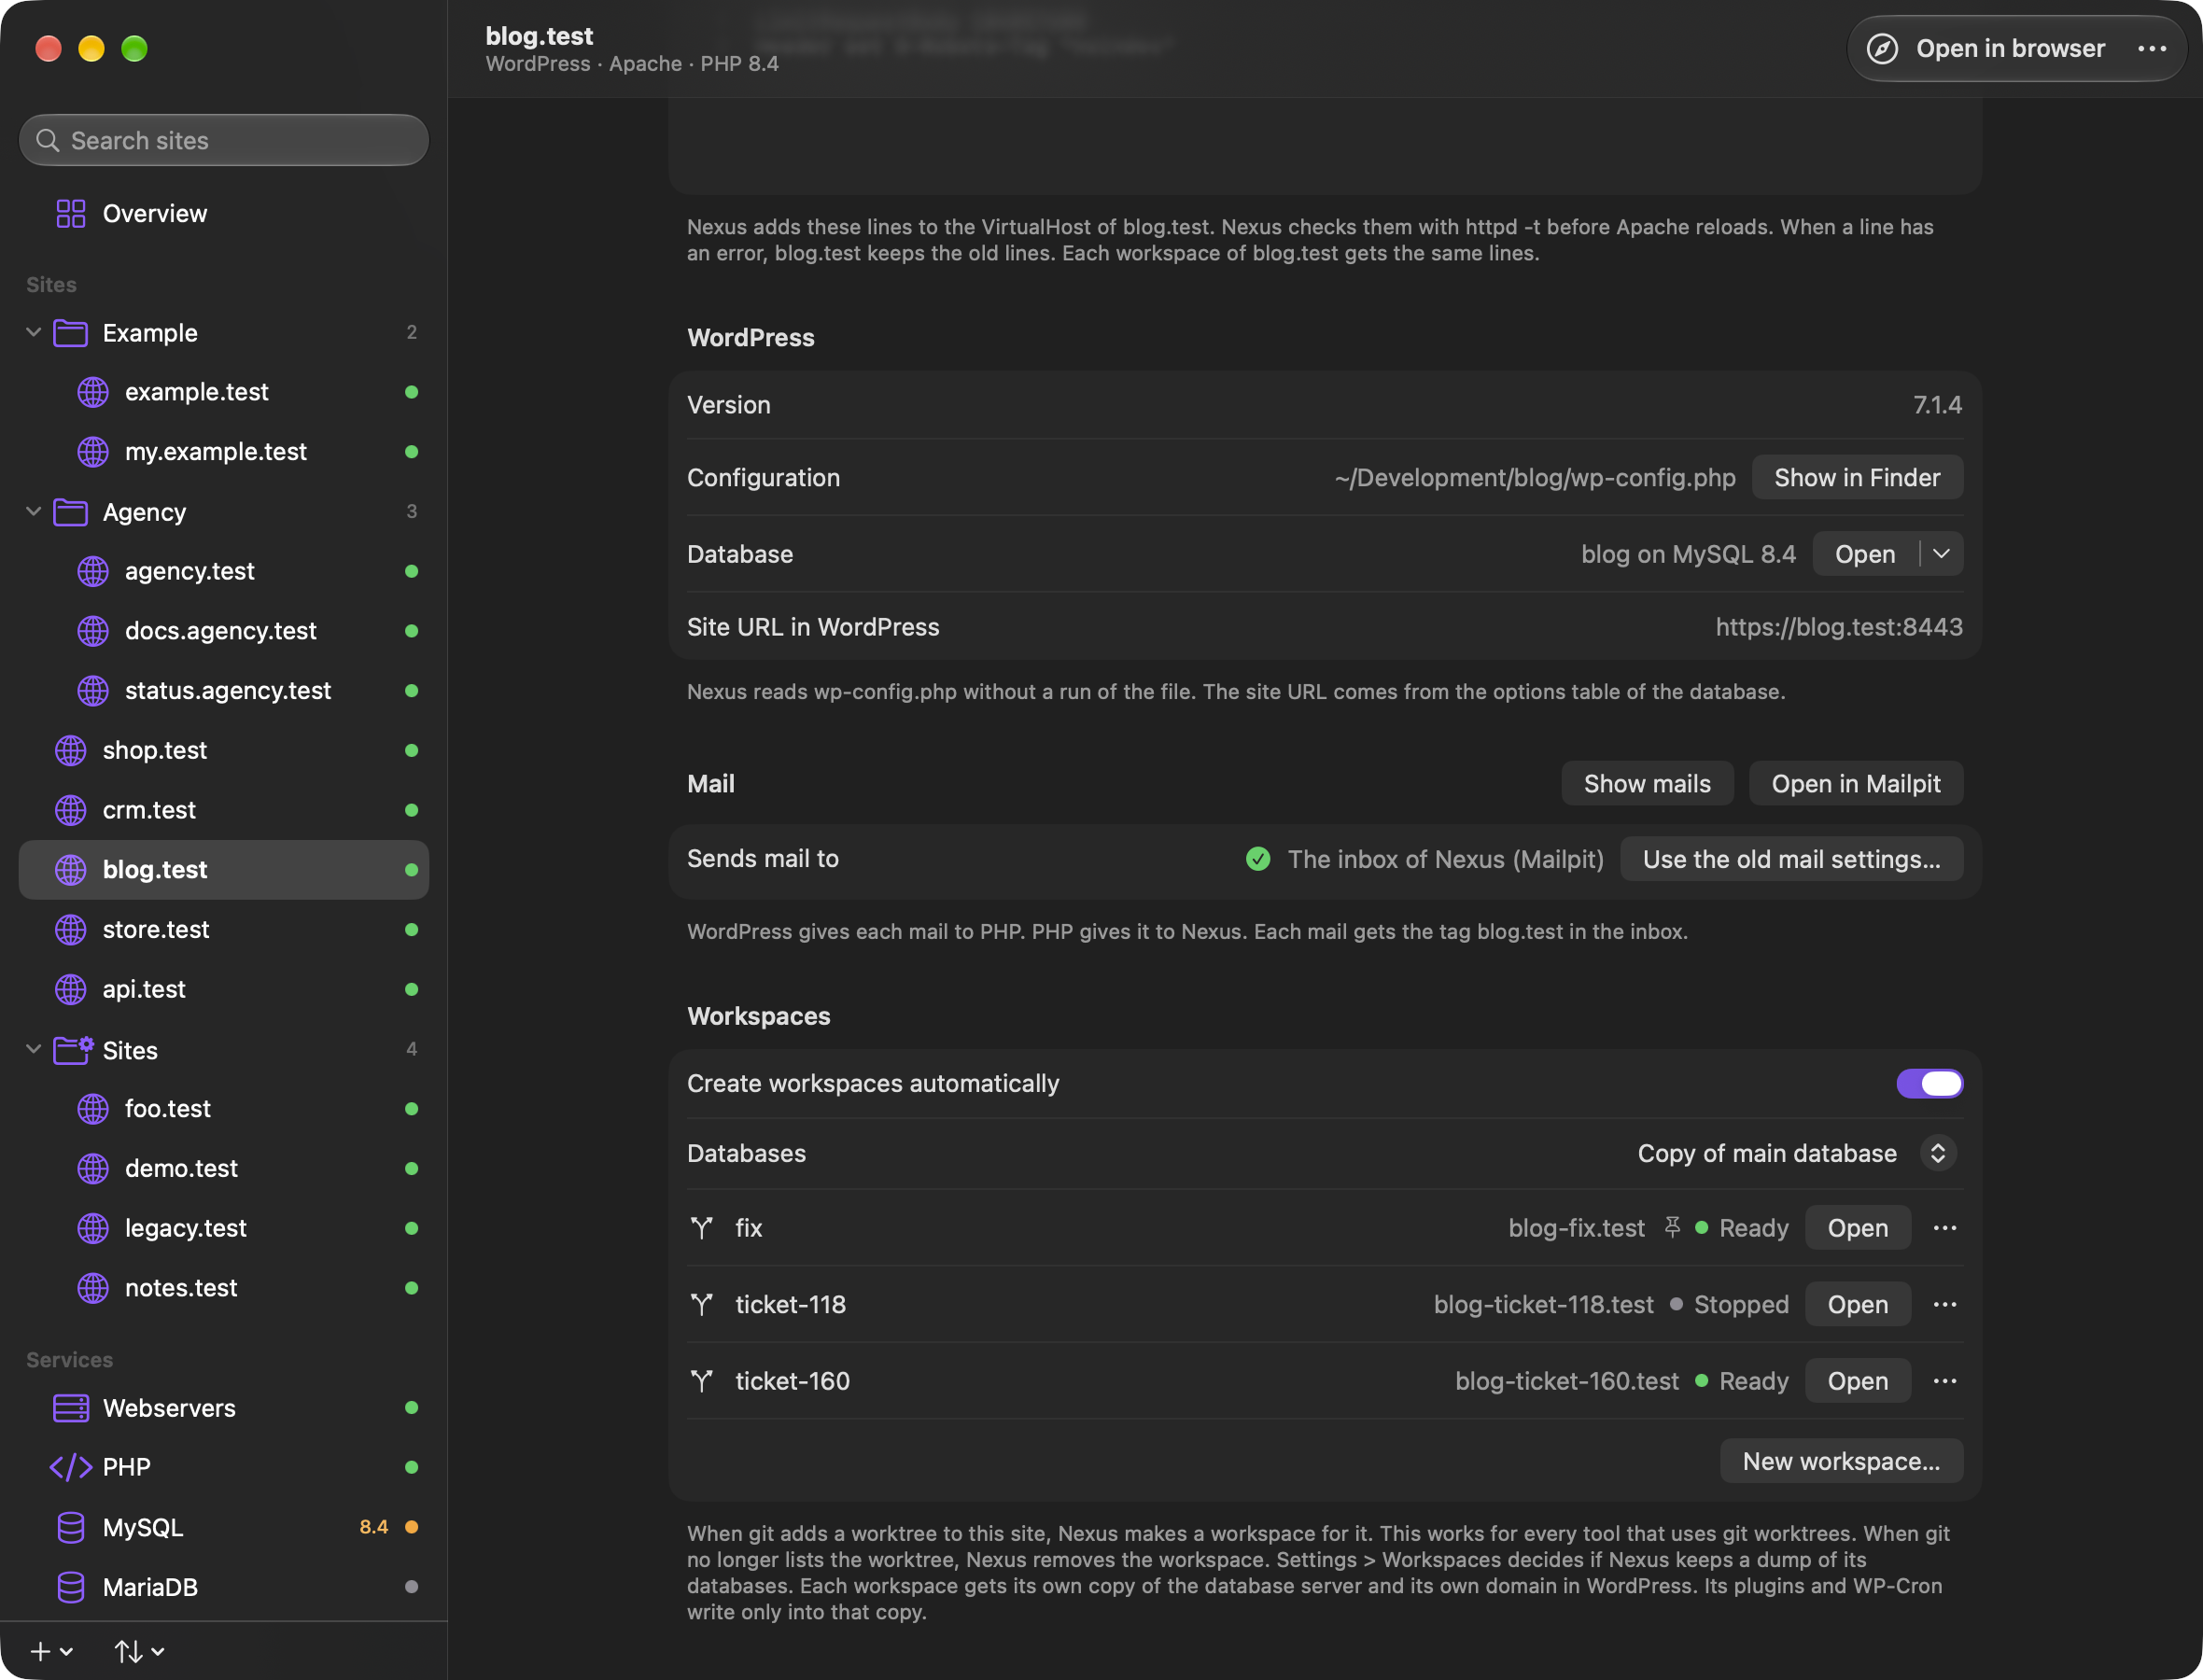 blog.test
WordPress · Apache · PHP 8.4
Open in browser
Search sites
Overview
Sites
Example 2
example.test
my.example.test
Agency 3
agency.test
docs.agency.test
status.agency.test
shop.test
crm.test
blog.test
store.test
api.test
Sites 4
foo.test
demo.test
legacy.test
notes.test
Services
Webservers
PHP
MySQL 8.4
MariaDB
Nexus adds these lines to the VirtualHost of blog.test. Nexus checks them with httpd -t before Apache reloads. When a line has
an error, blog.test keeps the old lines. Each workspace of blog.test gets the same lines.
WordPress
Version 7.1.4
Configuration ~/Development/blog/wp-config.php Show in Finder
Database blog on MySQL 8.4 Open
Site URL in WordPress https://blog.test:8443
Nexus reads wp-config.php without a run of the file. The site URL comes from the options table of the database.
Mail Show mails Open in Mailpit
Sends mail to The inbox of Nexus (Mailpit) Use the old mail settings...
WordPress gives each mail to PHP. PHP gives it to Nexus. Each mail gets the tag blog.test in the inbox.
Workspaces
Create workspaces automatically
Databases Copy of main database
fix blog-fix.test Ready Open
ticket-118 blog-ticket-118.test Stopped Open
ticket-160 blog-ticket-160.test Ready Open
New workspace...
When git adds a worktree to this site, Nexus makes a workspace for it. This works for every tool that uses git worktrees. When git
no longer lists the worktree, Nexus removes the workspace. Settings > Workspaces decides if Nexus keeps a dump of its
databases. Each workspace gets its own copy of the database server and its own domain in WordPress. Its plugins and WP-Cron
write only into that copy.